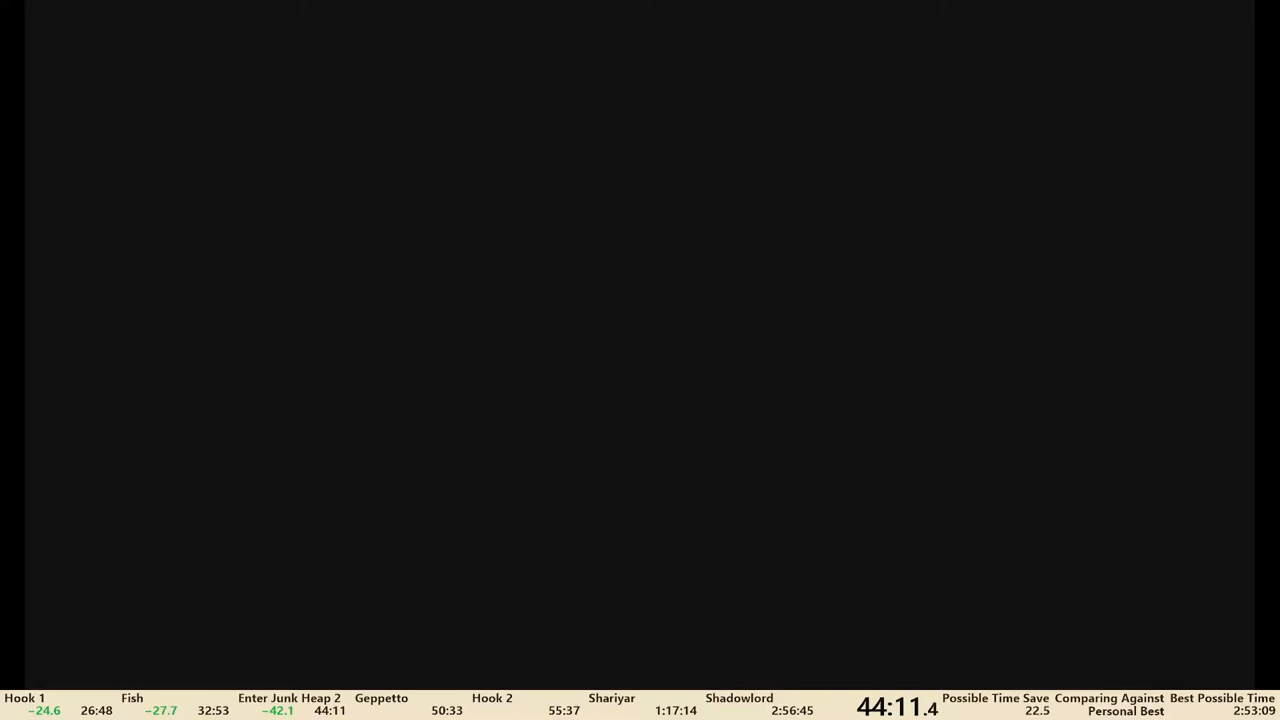 Hook 1 Fish Enter Junk Heap 2 Geppetto Hook 2 Shariyar Shadowlord 44:11.4 Possible Time Save Comparing Against Best Possible Time
−24.6 26:48 −27.7 32:53 −42.1 44:11 50:33 55:37 1:17:14 2:56:45 22.5 Personal Best 2:53:09